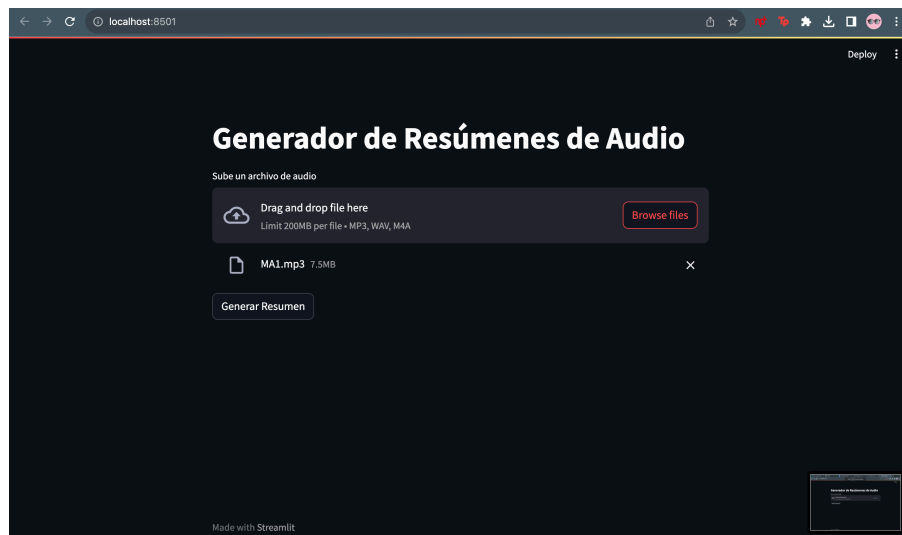 localhost:8501
Deploy
Generador de Resúmenes de Audio
Sube un archivo de audio
Drag and drop file here
Limit 200MB per file • MP3, WAV, M4A
Browse files
MA1.mp3 7.5MB
Generar Resumen
Made with Streamlit